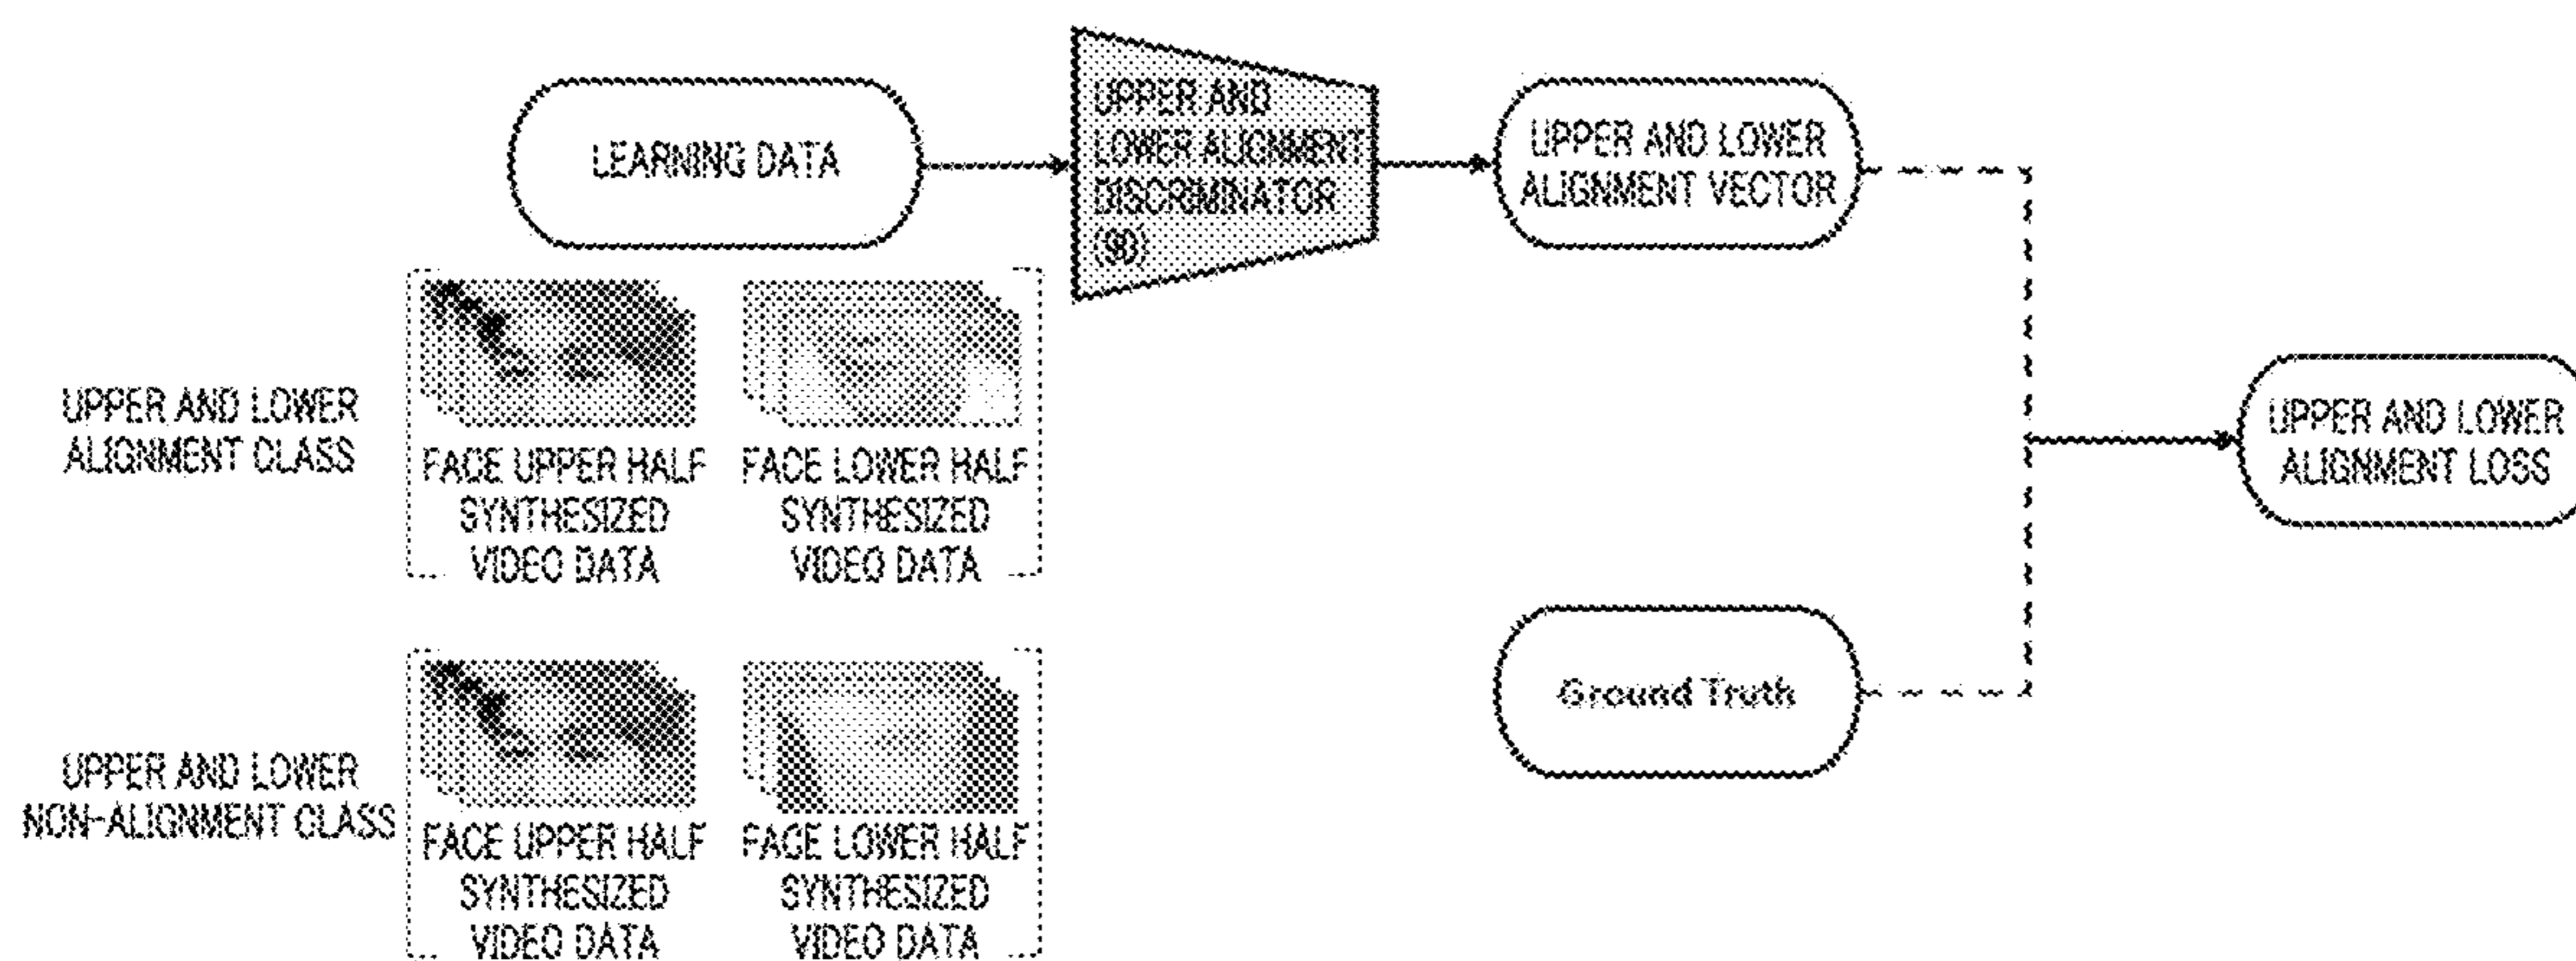 LEARNING DATA
UPPER AND
LOWER ALIGNMENT
DISCRIMINATOR
UPPER AND LOWER
ALIGNMENT VECTOR
UPPER AND LOWER
ALIGNMENT CLASS
FACE UPPER HALF
SYNTHESIZED
VIDEO DATA
FACE LOWER HALF
SYNTHESIZED
VIDEO DATA
UPPER AND LOWER
ALIGNMENT LOSS
Ground Truth
UPPER AND LOWER
NON-ALIGNMENT CLASS
FACE UPPER HALF
SYNTHESIZED
VIDEO DATA
FACE LOWER HALF
SYNTHESIZED
VIDEO DATA